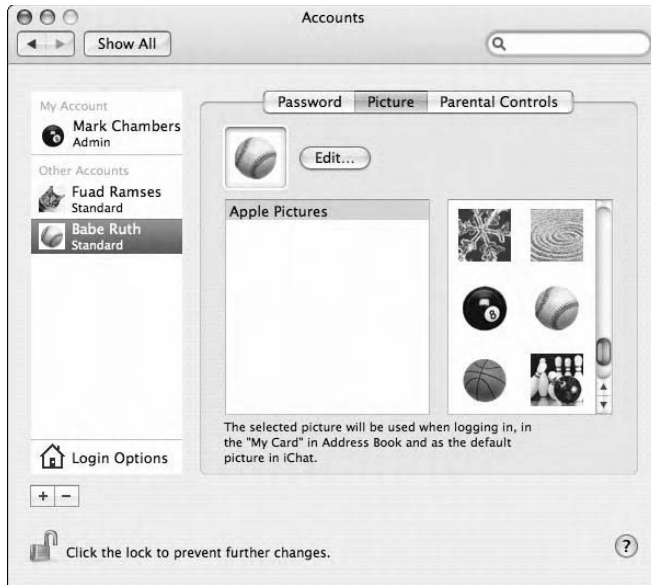 Accounts
Show All
My Account
Mark Chambers
Admin
Other Accounts
Fuad Ramses
Standard
Babe Ruth
Standard
Login Options
Password Picture Parental Controls
Edit...
Apple Pictures
8
The selected picture will be used when logging in, in
the "My Card" in Address Book and as the default
picture in iChat.
+ −
Click the lock to prevent further changes.
?